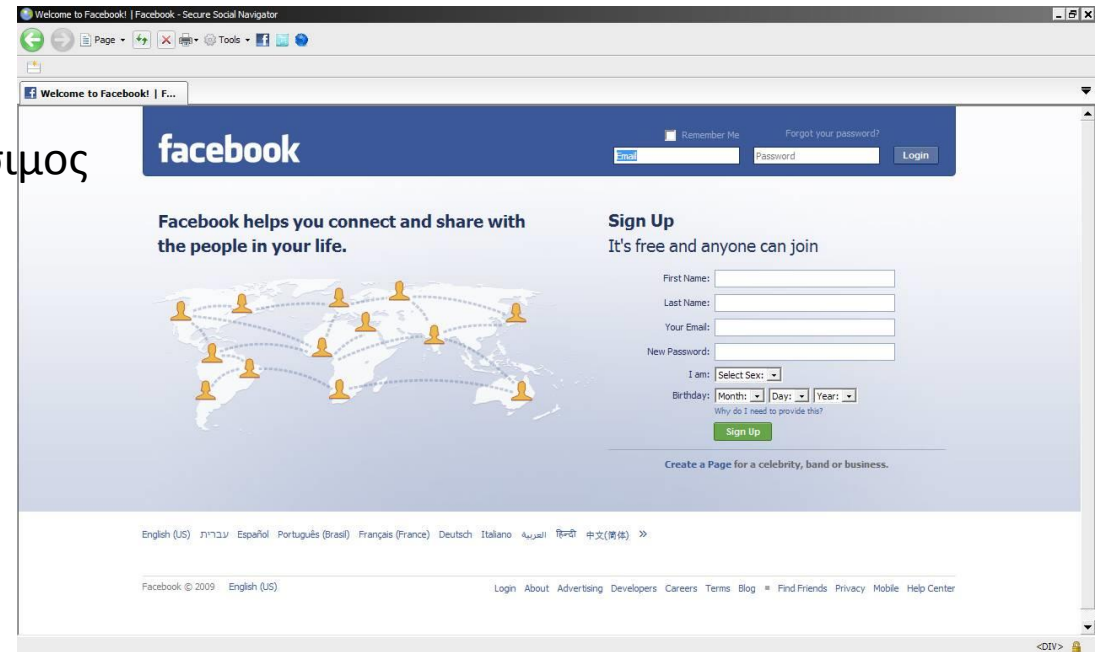 Welcome to Facebook! | Facebook - Secure Social Navigator
Page Tools
Welcome to Facebook! | F...
facebook
Remember Me Forgot your password?
Email Password Login
Facebook helps you connect and share with
the people in your life.
Sign Up
It's free and anyone can join
First Name:
Last Name:
Your Email:
New Password:
I am: Select Sex:
Birthday: Month: Day: Year:
Why do I need to provide this?
Sign Up
Create a Page for a celebrity, band or business.
English (US) עברית Español Português (Brasil) Français (France) Deutsch Italiano العربية हिन्दी 中文(简体) »
Facebook © 2009 English (US)
Login About Advertising Developers Careers Terms Blog Find Friends Privacy Mobile Help Center
<DIV>